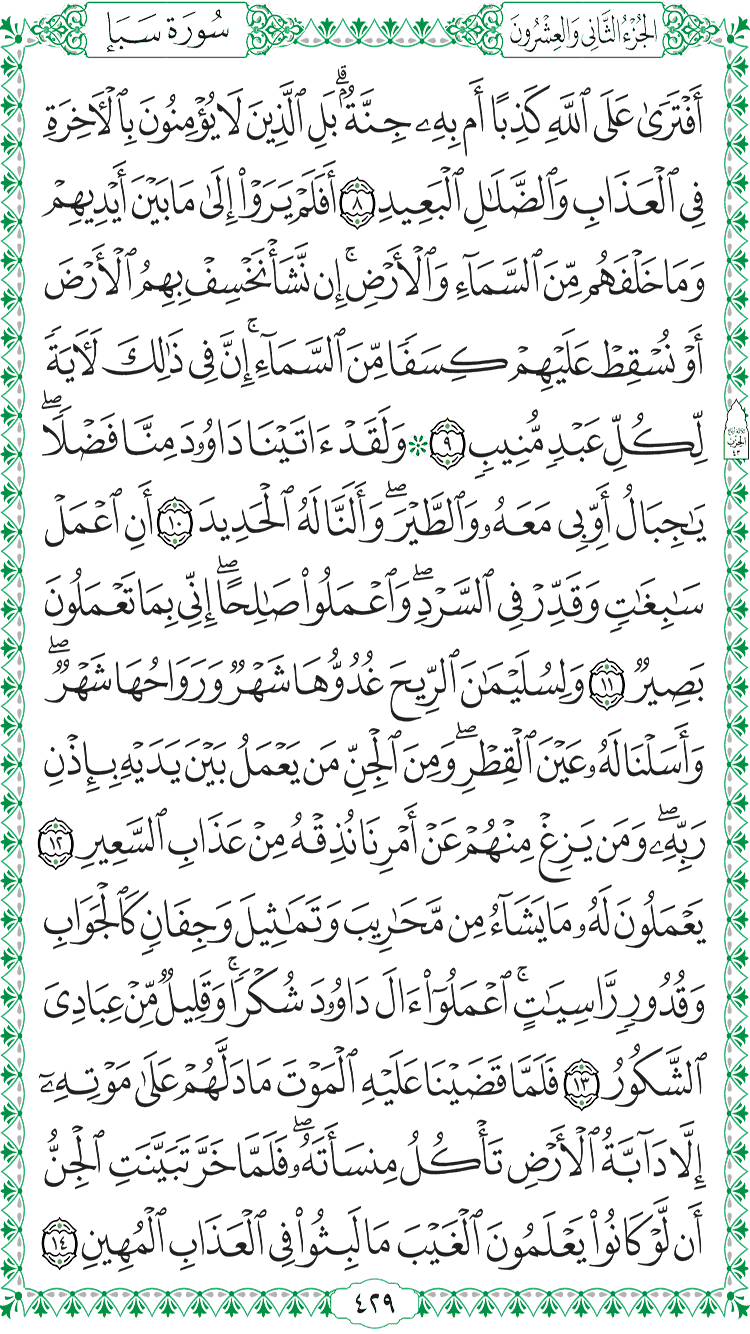 سُورَةُ سَبَإٍ
الجُزْءُ الثَّانِي وَالعِشْرُونَ
أَفْتَرَىٰ عَلَى ٱللَّهِ كَذِبًا أَم بِهِۦ جِنَّةُۢۗ بَلِ ٱلَّذِينَ لَا يُؤْمِنُونَ بِٱلْأَخِرَةِ
فِى ٱلْعَذَابِ وَٱلضَّلَٰلِ ٱلْبَعِيدِ ٨ أَفَلَمْ يَرَوْا۟ إِلَىٰ مَا بَيْنَ أَيْدِيهِمْ
وَمَا خَلْفَهُم مِّنَ ٱلسَّمَآءِ وَٱلْأَرْضِۚ إِن نَّشَأْ نَخْسِفْ بِهِمُ ٱلْأَرْضَ
أَوْ نُسْقِطْ عَلَيْهِمْ كِسَفًا مِّنَ ٱلسَّمَآءِۚ إِنَّ فِى ذَٰلِكَ لَأَيَةً
لِّكُلِّ عَبْدٍ مُّنِيبٍ ٩ ۞ وَلَقَدْ ءَاتَيْنَا دَاوُۥدَ مِنَّا فَضْلًاۖ
يَٰجِبَالُ أَوِّبِى مَعَهُۥ وَٱلطَّيْرَۖ وَأَلَنَّا لَهُ ٱلْحَدِيدَ ١٠ أَنِ ٱعْمَلْ
سَٰبِغَٰتٍ وَقَدِّرْ فِى ٱلسَّرْدِۖ وَٱعْمَلُوا۟ صَٰلِحًاۖ إِنِّى بِمَا تَعْمَلُونَ
بَصِيرٌ ١١ وَلِسُلَيْمَٰنَ ٱلرِّيحَ غُدُوُّهَا شَهْرٌ وَرَوَاحُهَا شَهْرٌۖ
وَأَسَلْنَا لَهُۥ عَيْنَ ٱلْقِطْرِۖ وَمِنَ ٱلْجِنِّ مَن يَعْمَلُ بَيْنَ يَدَيْهِ بِإِذْنِ
رَبِّهِۦۖ وَمَن يَزِغْ مِنْهُمْ عَنْ أَمْرِنَا نُذِقْهُ مِنْ عَذَابِ ٱلسَّعِيرِ ١٢
يَعْمَلُونَ لَهُۥ مَا يَشَآءُ مِن مَّحَٰرِيبَ وَتَمَٰثِيلَ وَجِفَانٍ كَٱلْجَوَابِ
وَقُدُورٍ رَّاسِيَٰتٍۚ ٱعْمَلُوٓا۟ ءَالَ دَاوُۥدَ شُكْرًاۚ وَقَلِيلٌ مِّنْ عِبَادِىَ
ٱلشَّكُورُ ١٣ فَلَمَّا قَضَيْنَا عَلَيْهِ ٱلْمَوْتَ مَا دَلَّهُمْ عَلَىٰ مَوْتِهِۦٓ
إِلَّا دَآبَّةُ ٱلْأَرْضِ تَأْكُلُ مِنسَأَتَهُۥۖ فَلَمَّا خَرَّ تَبَيَّنَتِ ٱلْجِنُّ
أَن لَّوْ كَانُوا۟ يَعْلَمُونَ ٱلْغَيْبَ مَا لَبِثُوا۟ فِى ٱلْعَذَابِ ٱلْمُهِينِ ١٤
٤٢٩